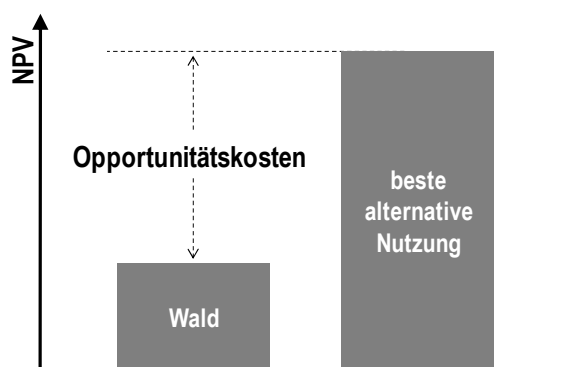 NPV
Opportunitätskosten
beste
alternative
Nutzung
Wald